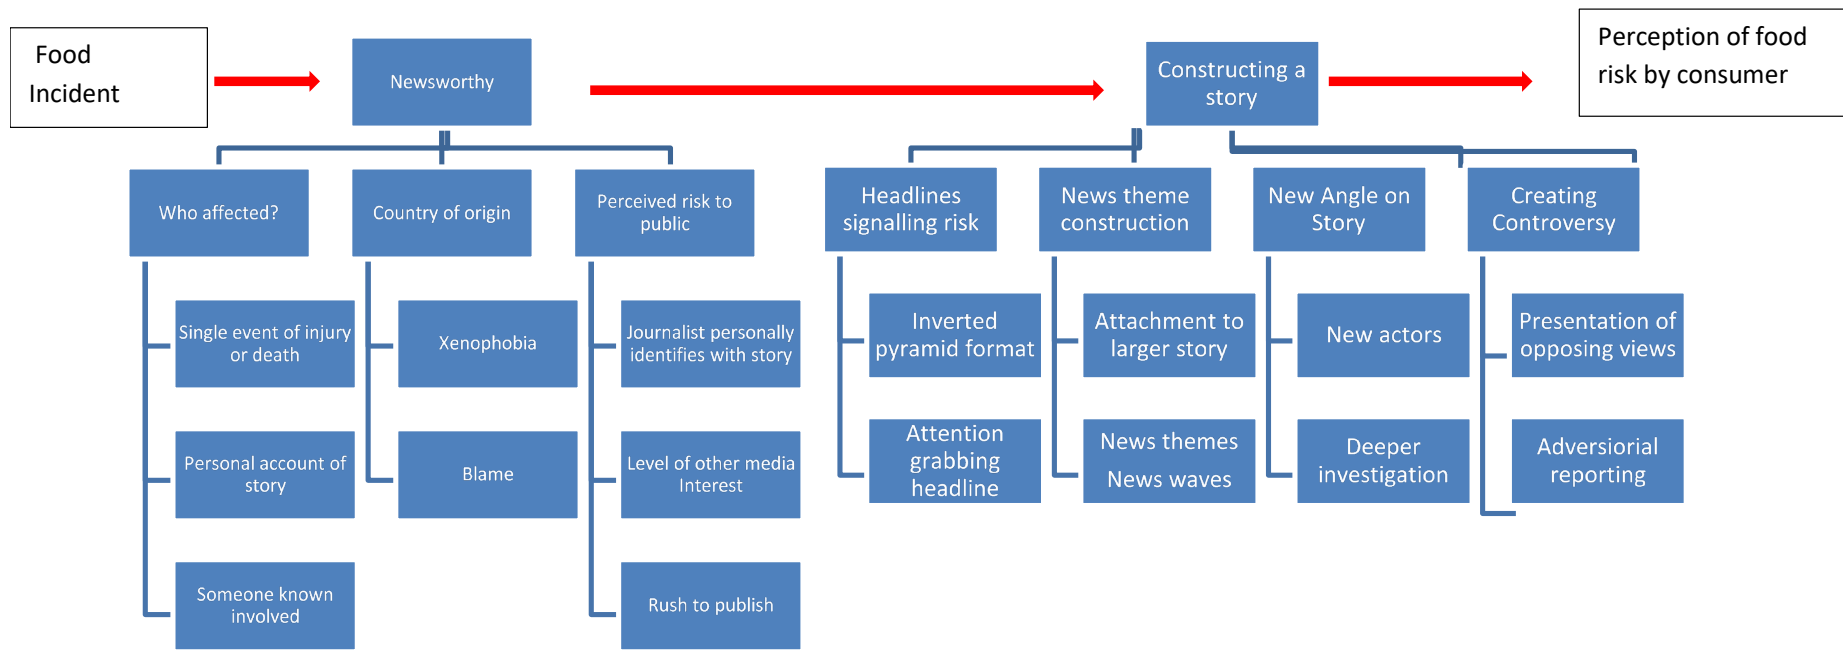 Food
Incident
Newsworthy
Constructing a
story
Perception of food
risk by consumer
Who affected?
Country of origin
Perceived risk to
public
Headlines
signalling risk
News theme
construction
New Angle on
Story
Creating
Controversy
Single event of injury
or death
Xenophobia
Journalist personally
identifies with story
Inverted
pyramid format
Attachment to
larger story
New actors
Presentation of
opposing views
Personal account of
story
Blame
Level of other media
Interest
Attention
grabbing
headline
News themes
News waves
Deeper
investigation
Adversiorial
reporting
Someone known
involved
Rush to publish